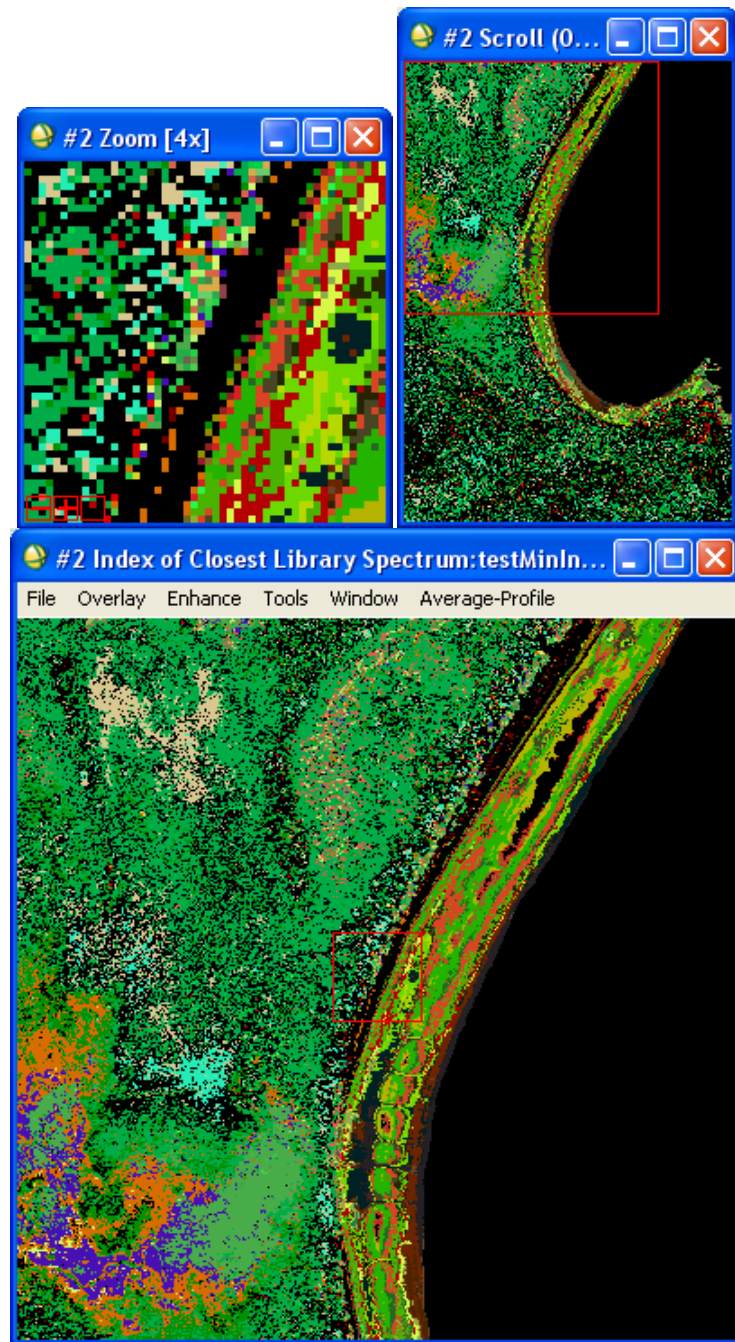 #2 Scroll (0...
#2 Zoom [4x]
#2 Index of Closest Library Spectrum:testMinIn...
File Overlay Enhance Tools Window Average-Profile